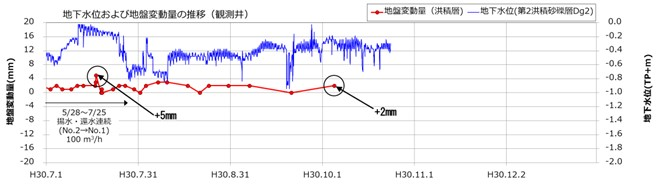 地下水位および地盤変動量の推移（観測井）
地盤変動量（洪積層）
地下水位(第2洪積砂礫層Dg2)
地盤変動量(mm)
20
16
12
8
4
0
-4
-8
-12
-16
-20
0.0
-0.2
-0.4
-0.6
-0.8
-1.0
-1.2
-1.4
-1.6
-1.8
-2.0
地下水位(TP+m)
5/28～7/25
揚水・還水連続
(No.2→No.1)
100 m³/h
+5mm
+2mm
H30.7.1
H30.7.31
H30.8.31
H30.10.1
H30.11.1
H30.12.2